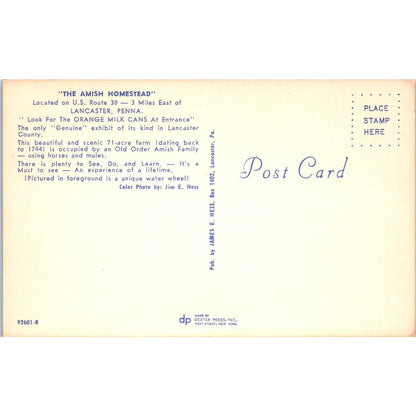 "THE AMISH HOMESTEAD"
Located on U.S. Route 30 — 3 Miles East of
LANCASTER, PENNA.
" Look For The ORANGE MILK CANS At Entrance"
The only "Genuine" exhibit of its kind in Lancaster
County.
This beautiful and scenic 71-acre farm (dating back
to 1744) is occupied by an Old Order Amish Family
— using horses and mules.
There is plenty to See, Do, and Learn. — It's a
Must to see — An experience of a lifetime.
(Pictured in foreground is a unique water wheel)
Color Photo by: Jim E. Hess
92601-B
Pub. by JAMES E. HESS, Box 1402, Lancaster, Pa.
Post Card
PLACE
STAMP
HERE
dp
MADE BY
DEXTER PRESS, INC.
WEST NYACK, NEW YORK